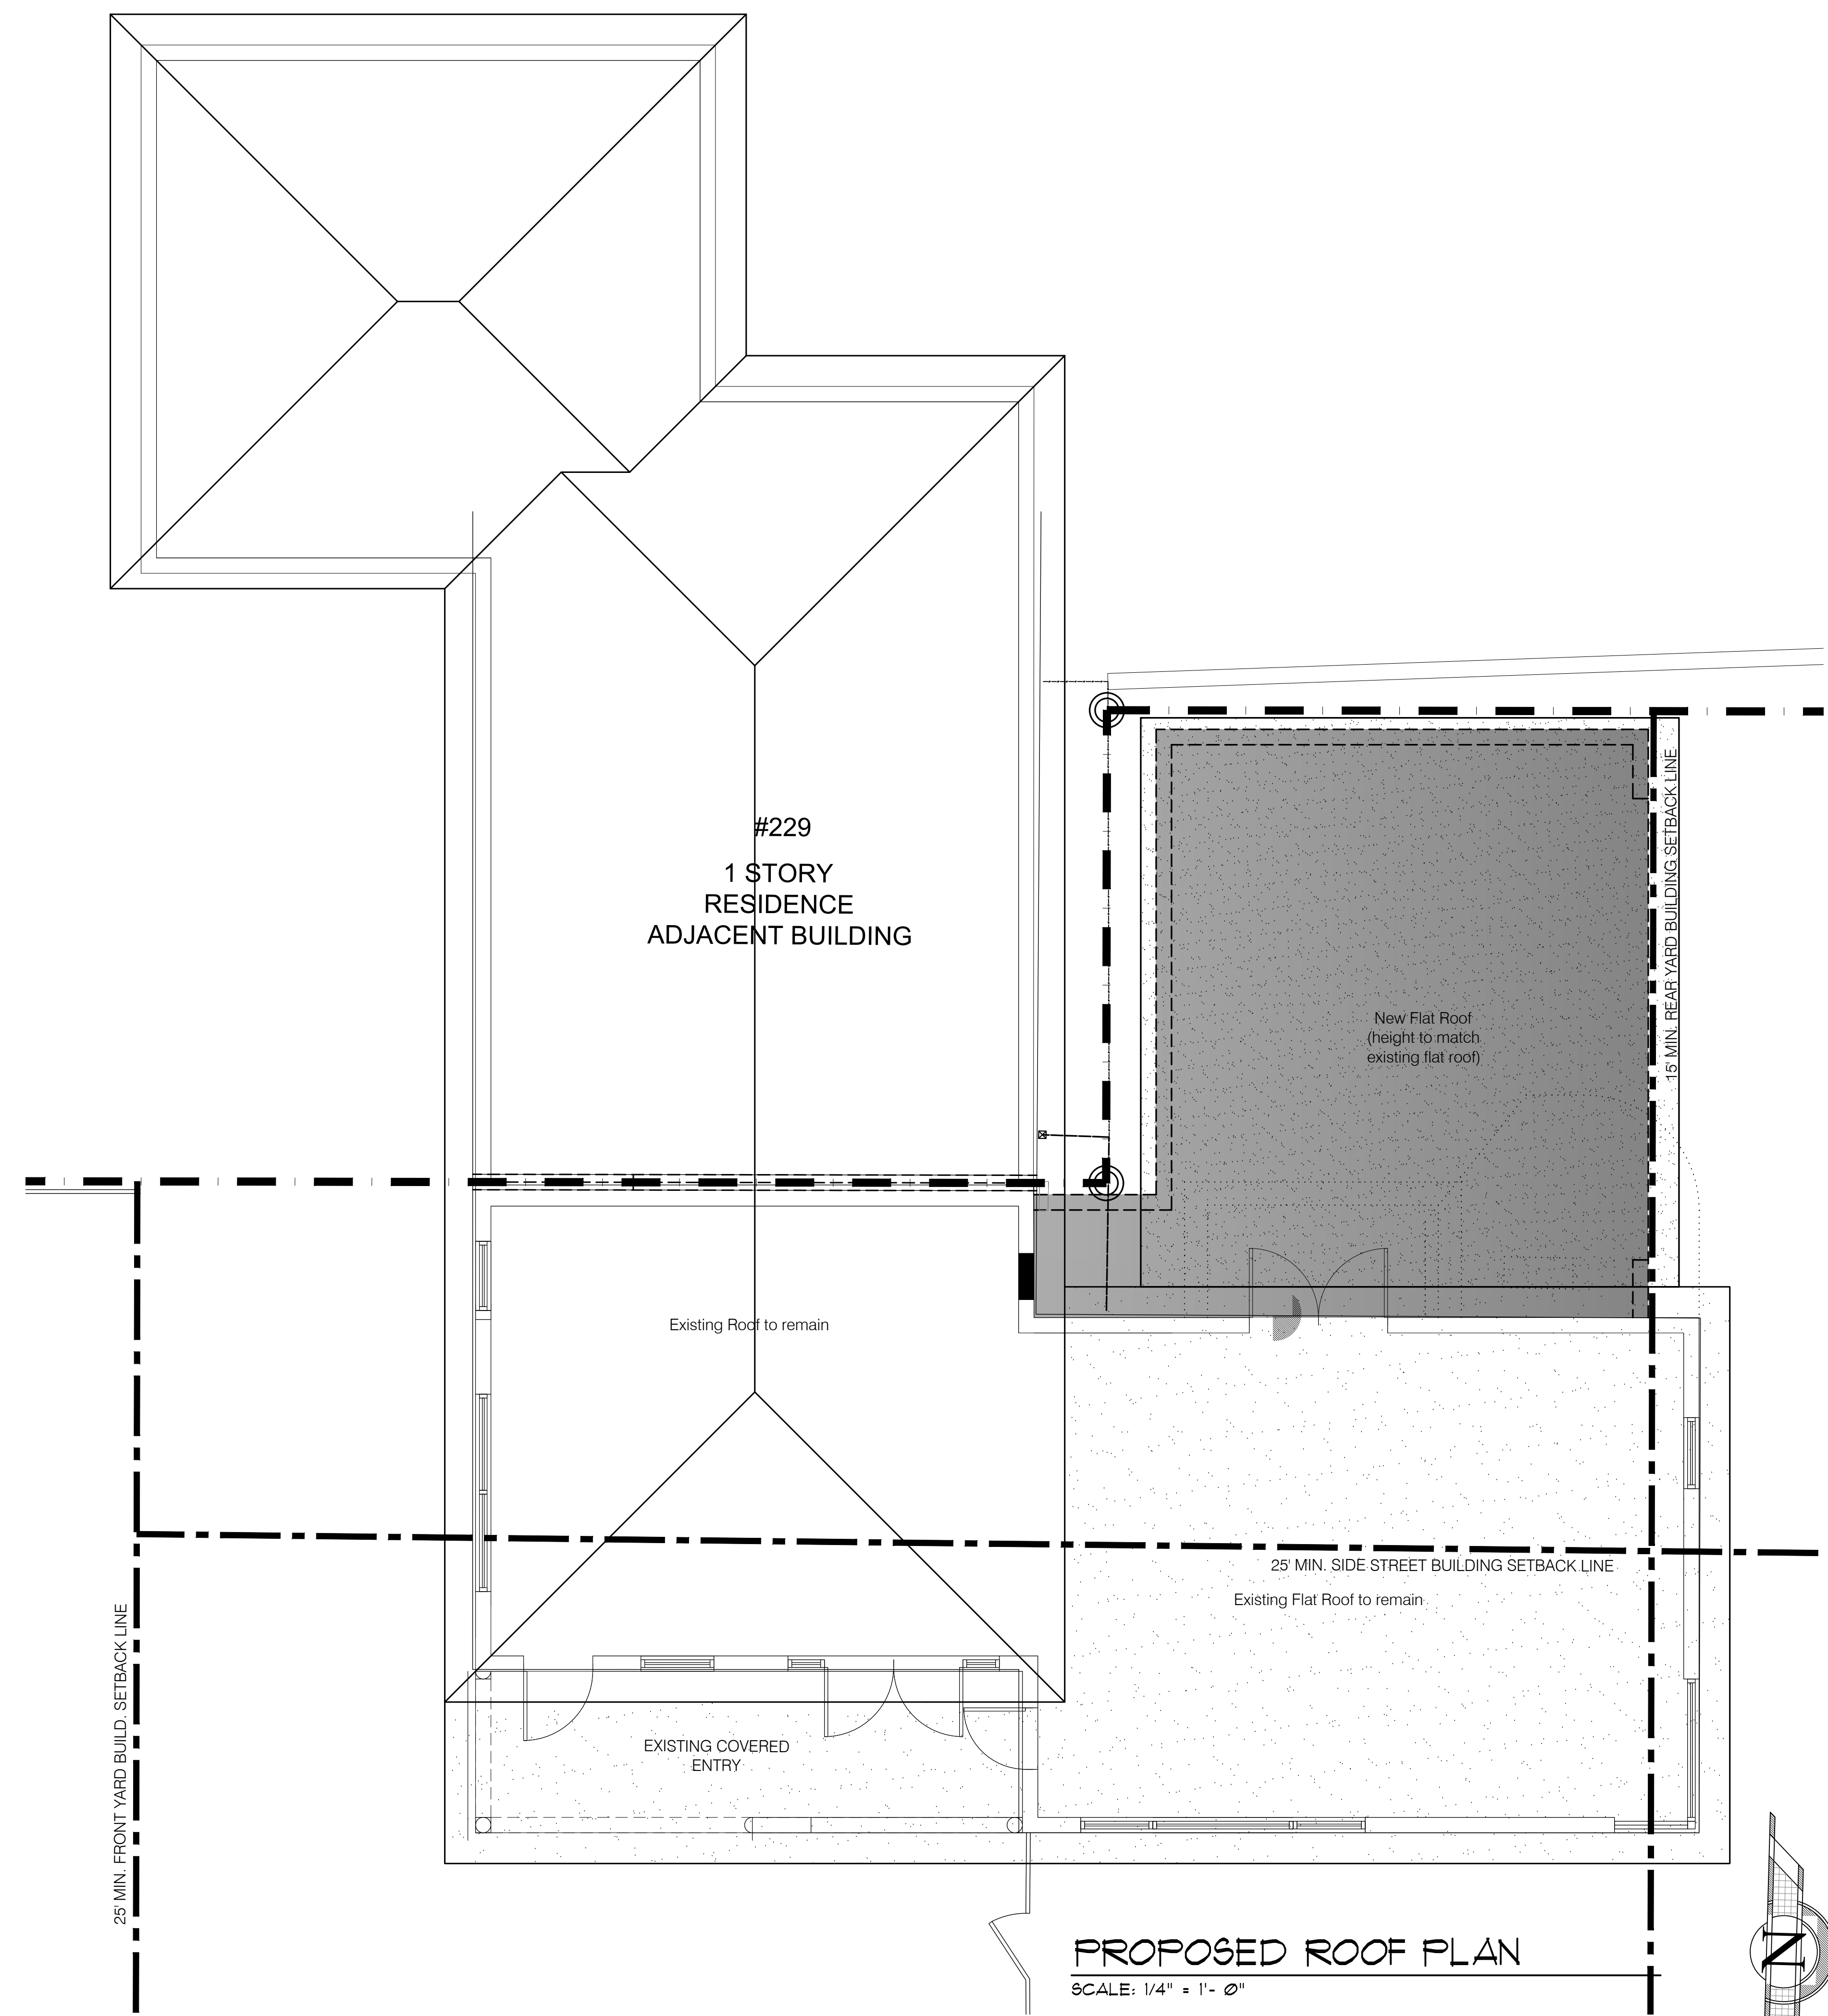 #229
1 STORY
RESIDENCE
ADJACENT BUILDING
15' MIN. REAR YARD BUILDING SETBACK LINE
New Flat Roof
(height to match
existing flat roof)
Existing Roof to remain
25' MIN. SIDE STREET BUILDING SETBACK LINE
Existing Flat Roof to remain
25' MIN. FRONT YARD BUILD. SETBACK LINE
EXISTING COVERED
ENTRY
PROPOSED ROOF PLAN
SCALE: 1/4" = 1'- 0"
N